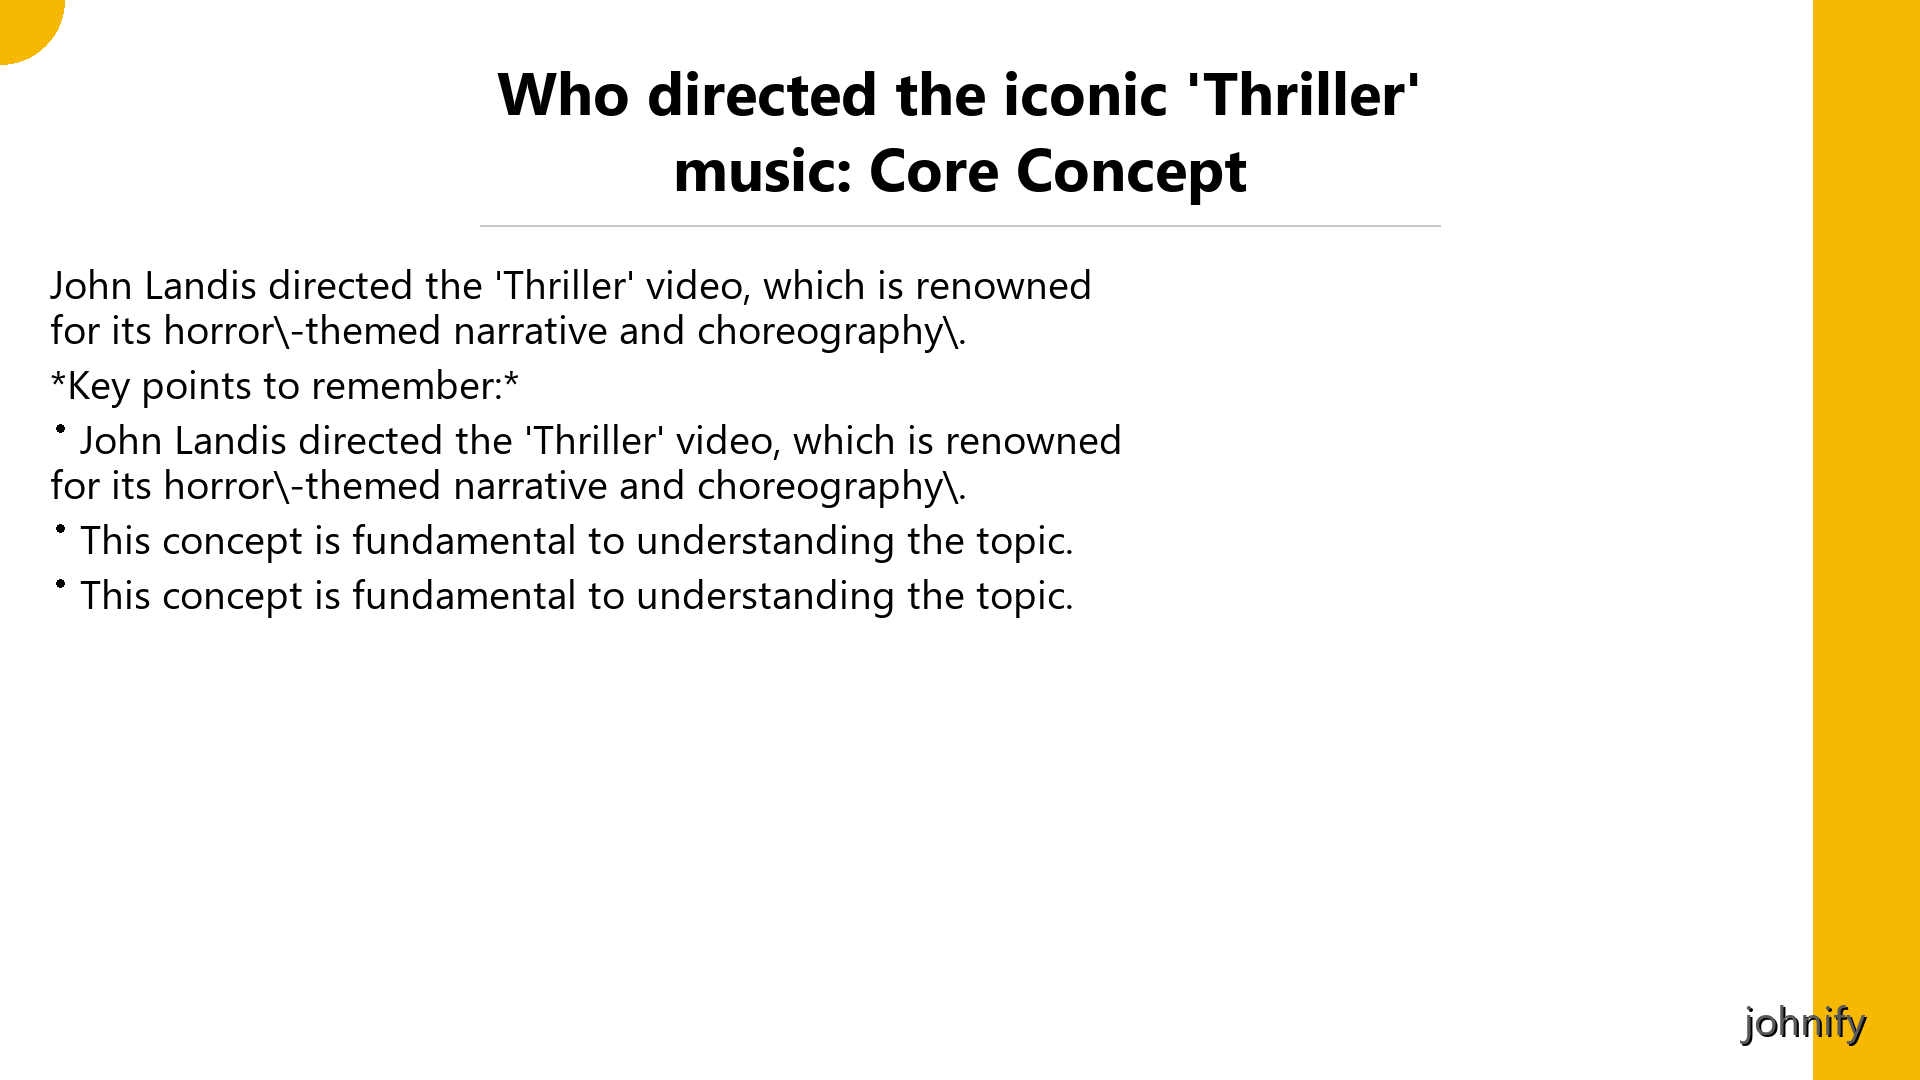 Who directed the iconic 'Thriller'
music: Core Concept
John Landis directed the 'Thriller' video, which is renowned
for its horror\-themed narrative and choreography\.
*Key points to remember:*
• John Landis directed the 'Thriller' video, which is renowned
for its horror\-themed narrative and choreography\.
• This concept is fundamental to understanding the topic.
• This concept is fundamental to understanding the topic.
johnify